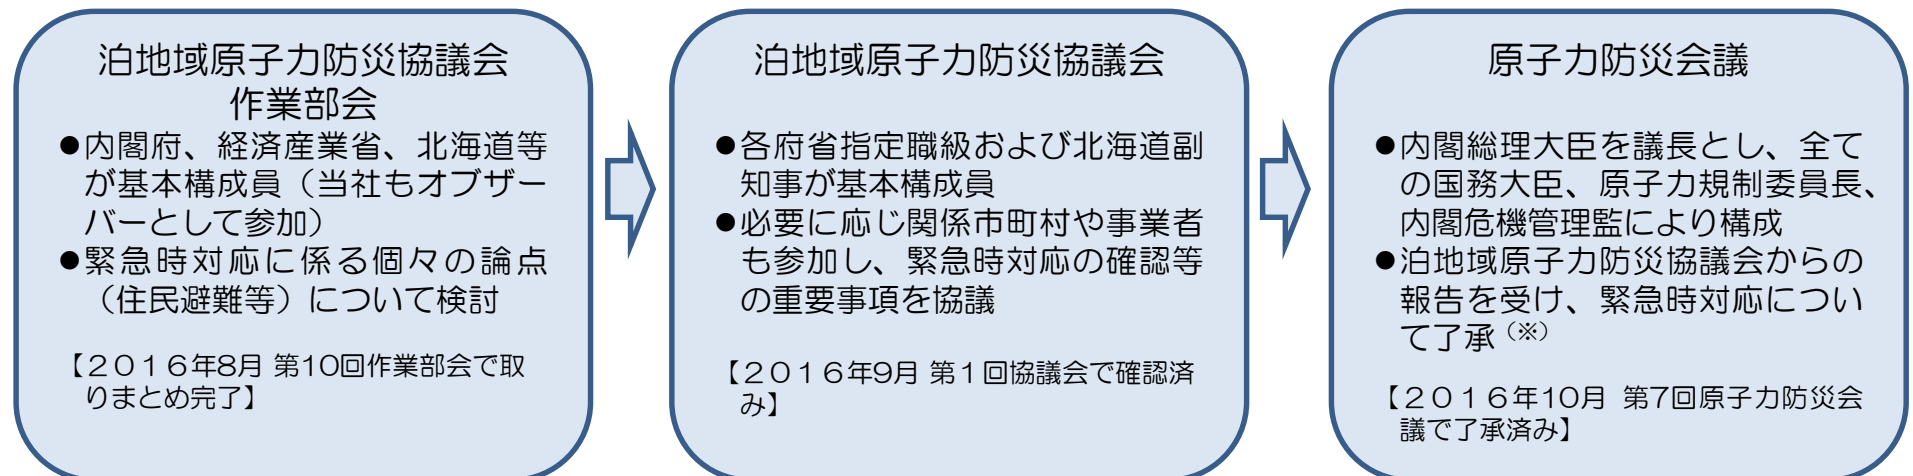 泊地域原子力防災協議会
作業部会
●内閣府、経済産業省、北海道等
が基本構成員（当社もオブザー
バーとして参加）
●緊急時対応に係る個々の論点
（住民避難等）について検討
【２０１６年8月 第10回作業部会で取
りまとめ完了】
泊地域原子力防災協議会
●各府省指定職級および北海道副
知事が基本構成員
●必要に応じ関係市町村や事業者
も参加し、緊急時対応の確認等
の重要事項を協議
【２０１６年9月 第１回協議会で確認済
み】
原子力防災会議
●内閣総理大臣を議長とし、全て
の国務大臣、原子力規制委員長、
内閣危機管理監により構成
●泊地域原子力防災協議会からの
報告を受け、緊急時対応につい
て了承（※）
【２０１６年10月 第7回原子力防災会
議で了承済み】